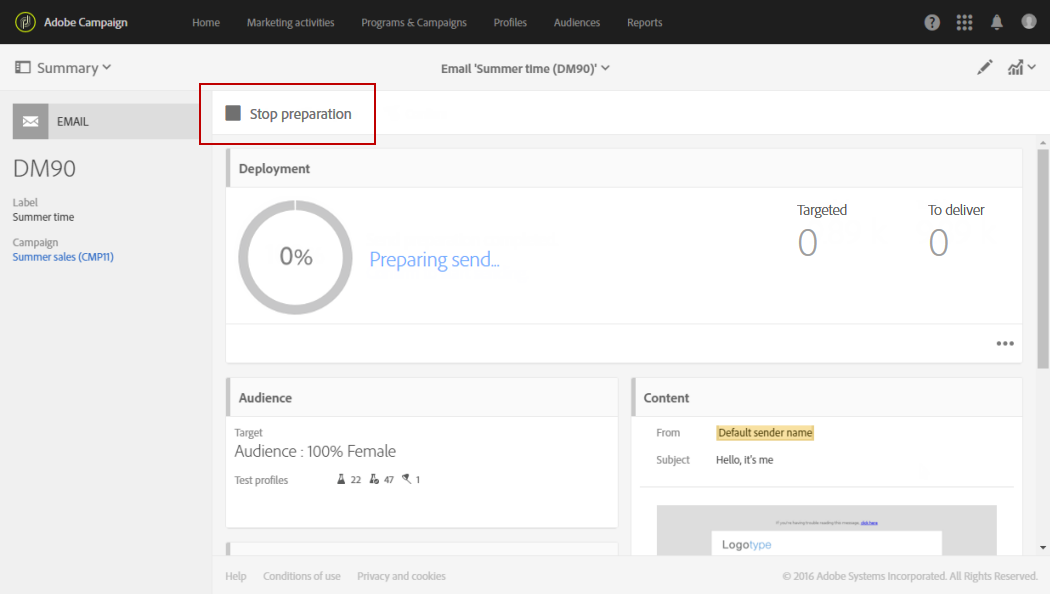 Adobe Campaign Home Marketing activities Programs & Campaigns Profiles Audiences Reports
Summary
Email 'Summer time (DM90)'
EMAIL
DM90
Label
Summer time
Campaign
Summer sales (CMP11)
Stop preparation
Deployment
0%
Preparing send...
Targeted
0
To deliver
0
Audience
Target
Audience : 100% Female
Test profiles 22 47 1
Content
From Default sender name
Subject Hello, it's me
If you're having trouble reading this message, click here
Logotype
Help Conditions of use Privacy and cookies
© 2016 Adobe Systems Incorporated. All Rights Reserved.